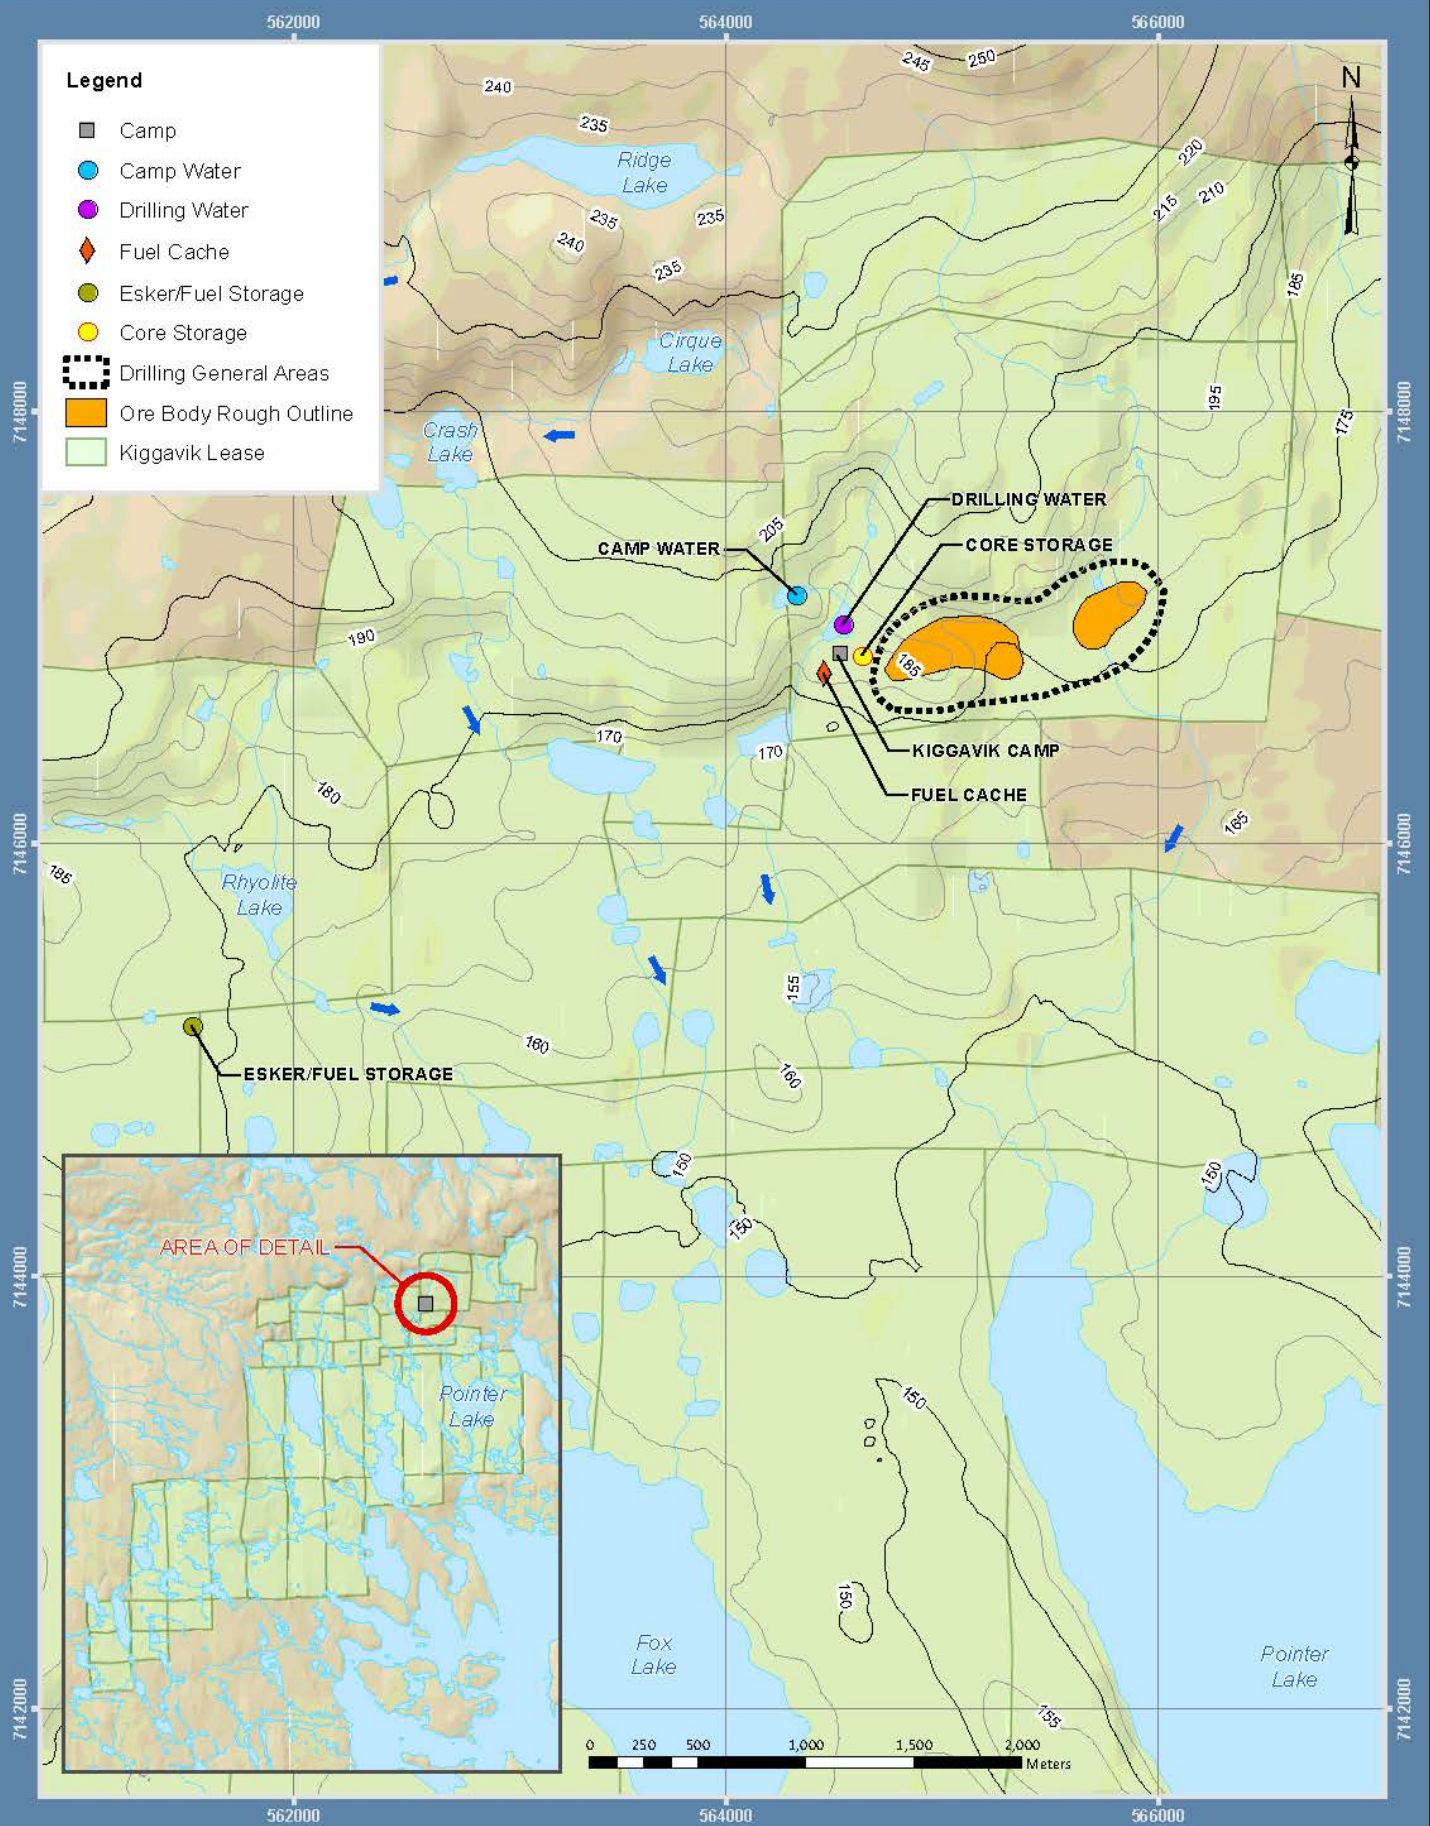 562000
564000
566000
Legend
Camp
Camp Water
Drilling Water
Fuel Cache
Esker/Fuel Storage
Core Storage
Drilling General Areas
Ore Body Rough Outline
Kiggavik Lease
N
245
250
240
235
Ridge
Lake
220
215
210
235
235
240
235
185
Cirque
Lake
195
7148000
7148000
175
Crash
Lake
DRILLING WATER
205
CAMP WATER
CORE STORAGE
190
185
170
170
KIGGAVIK CAMP
180
FUEL CACHE
165
7146000
7146000
185
Rhyolite
Lake
155
160
ESKER/FUEL STORAGE
160
150
150
150
AREA OF DETAIL
7144000
7144000
Pointer
Lake
150
150
Fox
Lake
Pointer
Lake
7142000
7142000
155
0 250 500 1,000 1,500 2,000
Meters
562000
564000
566000